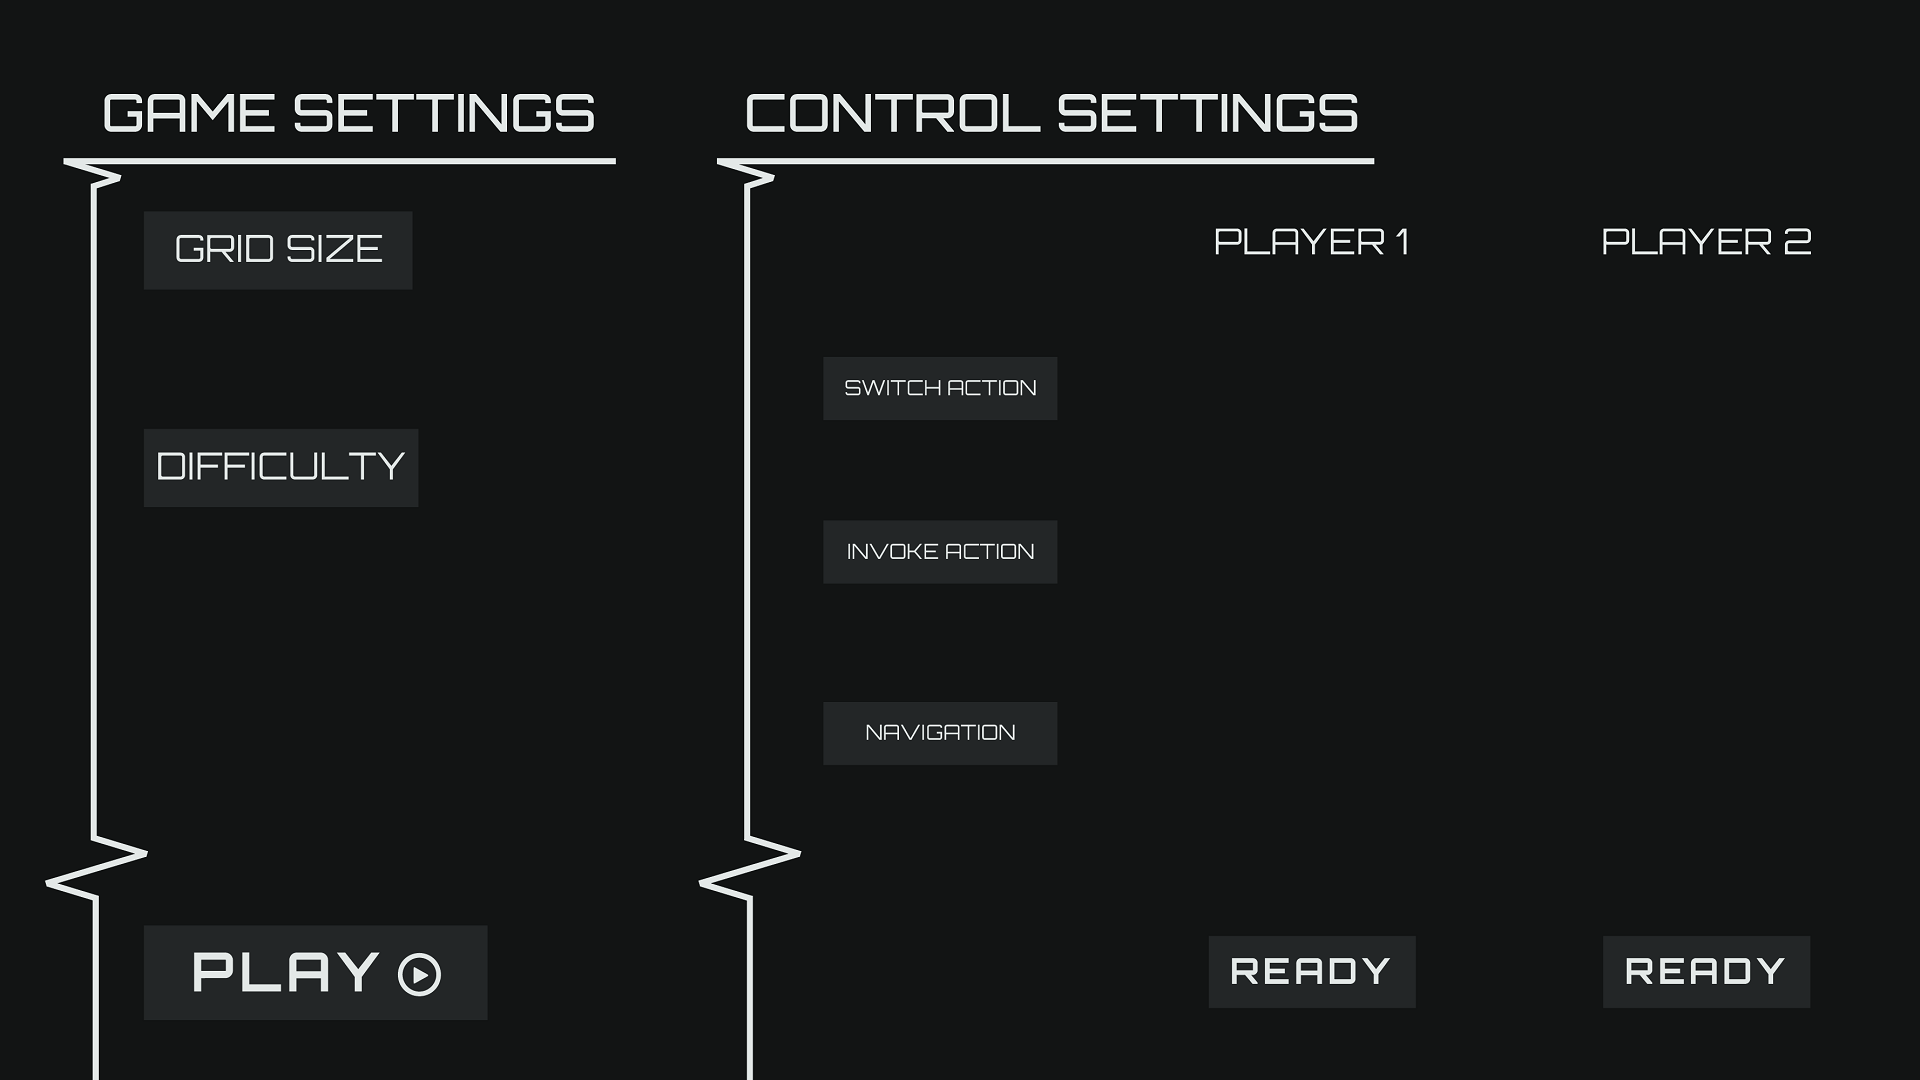 GAME SETTINGS
GRID SIZE
DIFFICULTY
PLAY
CONTROL SETTINGS
PLAYER 1
PLAYER 2
SWITCH ACTION
INVOKE ACTION
NAVIGATION
READY
READY